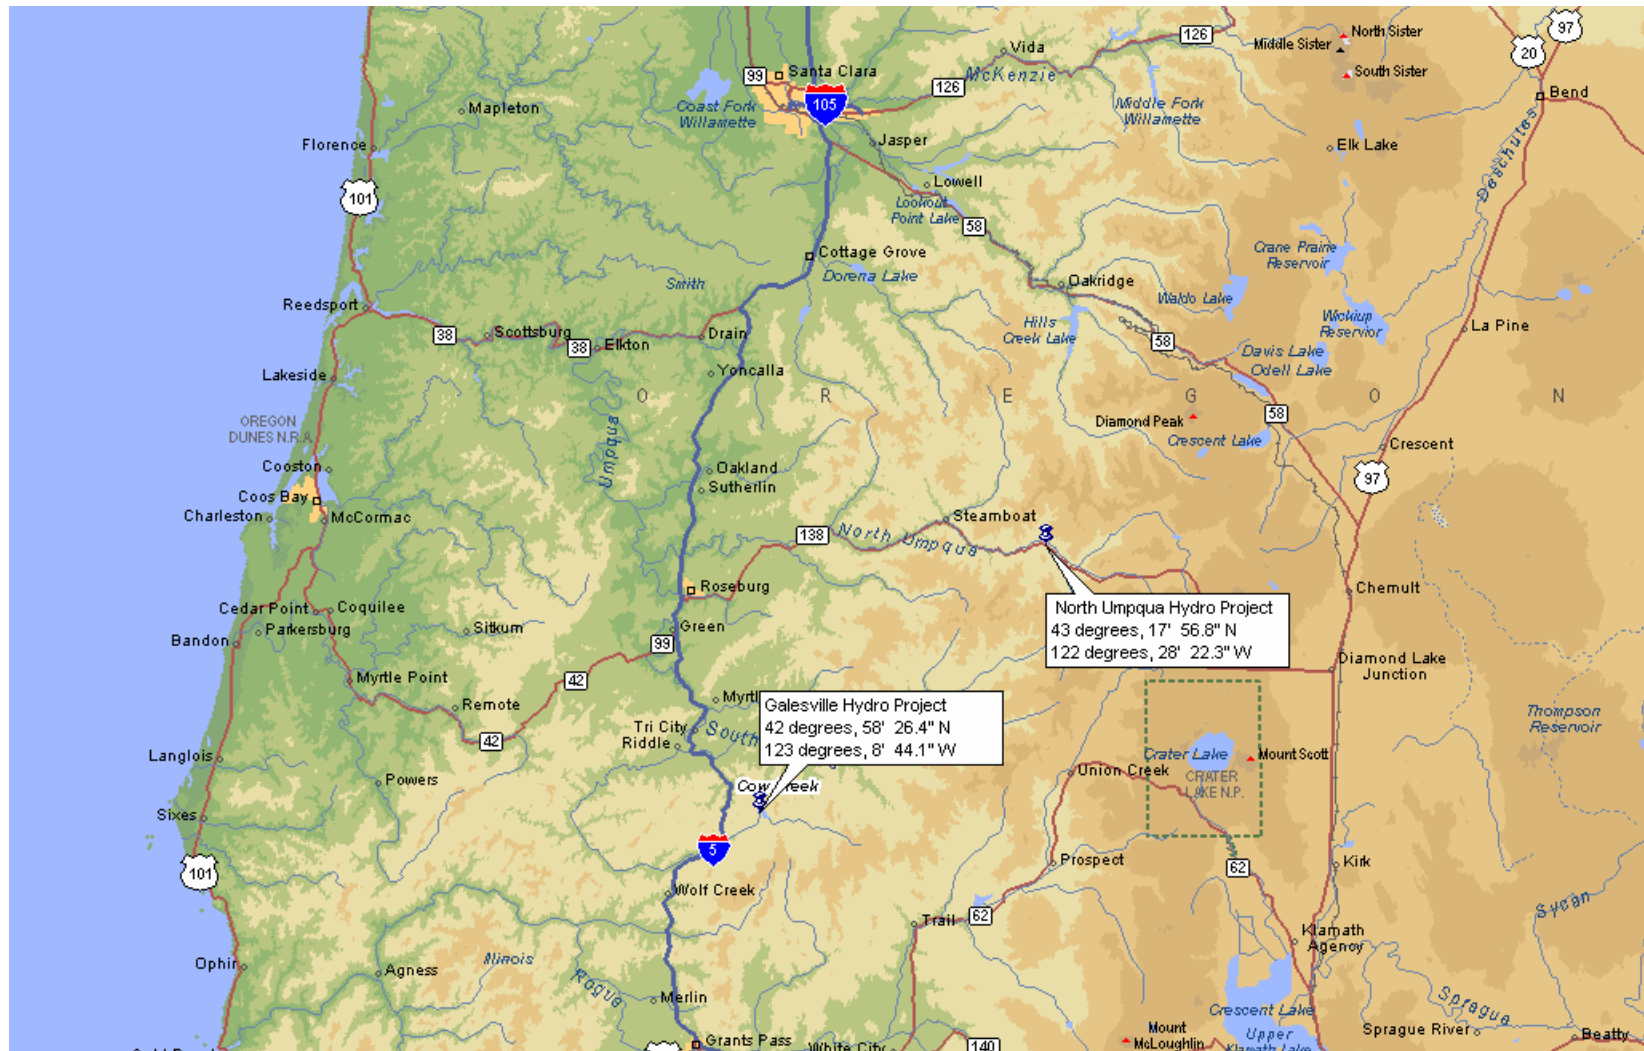 126
97
North Sister
Middle Sister
20
Vida
99
Santa Clara
McKenzie
South Sister
126
Bend
105
Coast Fork
Willamette
Middle Fork
Willamette
Mapleton
Deschutes
Florence
Jasper
Elk Lake
Lowell
101
Lookout
Point Lake
58
Cottage Grove
Crane Prairie
Reservoir
Dorena Lake
Smith
Oakridge
Waldo Lake
Reedsport
Hills
Creek Lake
Wickiup
Reservior
La Pine
38
Scottsburg
38
Elkton
Drain
58
Davis Lake
Odell Lake
Lakeside
Yoncalla
O R E G O N
OREGON
DUNES N.R.A.
Diamond Peak
58
Crescent Lake
Crescent
Umpqua
Cooston
Oakland
97
Coos Bay
Sutherlin
Charleston
McCormac
Steamboat
138
North Umpqua
Roseburg
Chemult
Cedar Point
Coquilee
North Umpqua Hydro Project
43 degrees, 17' 56.8" N
122 degrees, 28' 22.3" W
Parkersburg
Sitkum
Green
Bandon
99
Diamond Lake
Junction
Myrtle Point
42
Myrtl
Galesville Hydro Project
42 degrees, 58' 26.4" N
123 degrees, 8' 44.1" W
Remote
Thompson
Reservoir
Tri City
South
Riddle
42
Langlois
Crater Lake
Mount Scott
Union Creek
CRATER
LAKE N.P.
Powers
Cow Creek
Sixes
5
Prospect
Kirk
62
101
Wolf Creek
Sycan
Trail
62
Klamath
Agency
Illinois
Ophir
Agness
Rogue
Merlin
Sprague
Crescent Lake
Mount
McLoughlin
Upper
Klamath Lake
Sprague River
Beatty
Grants Pass
White City
140